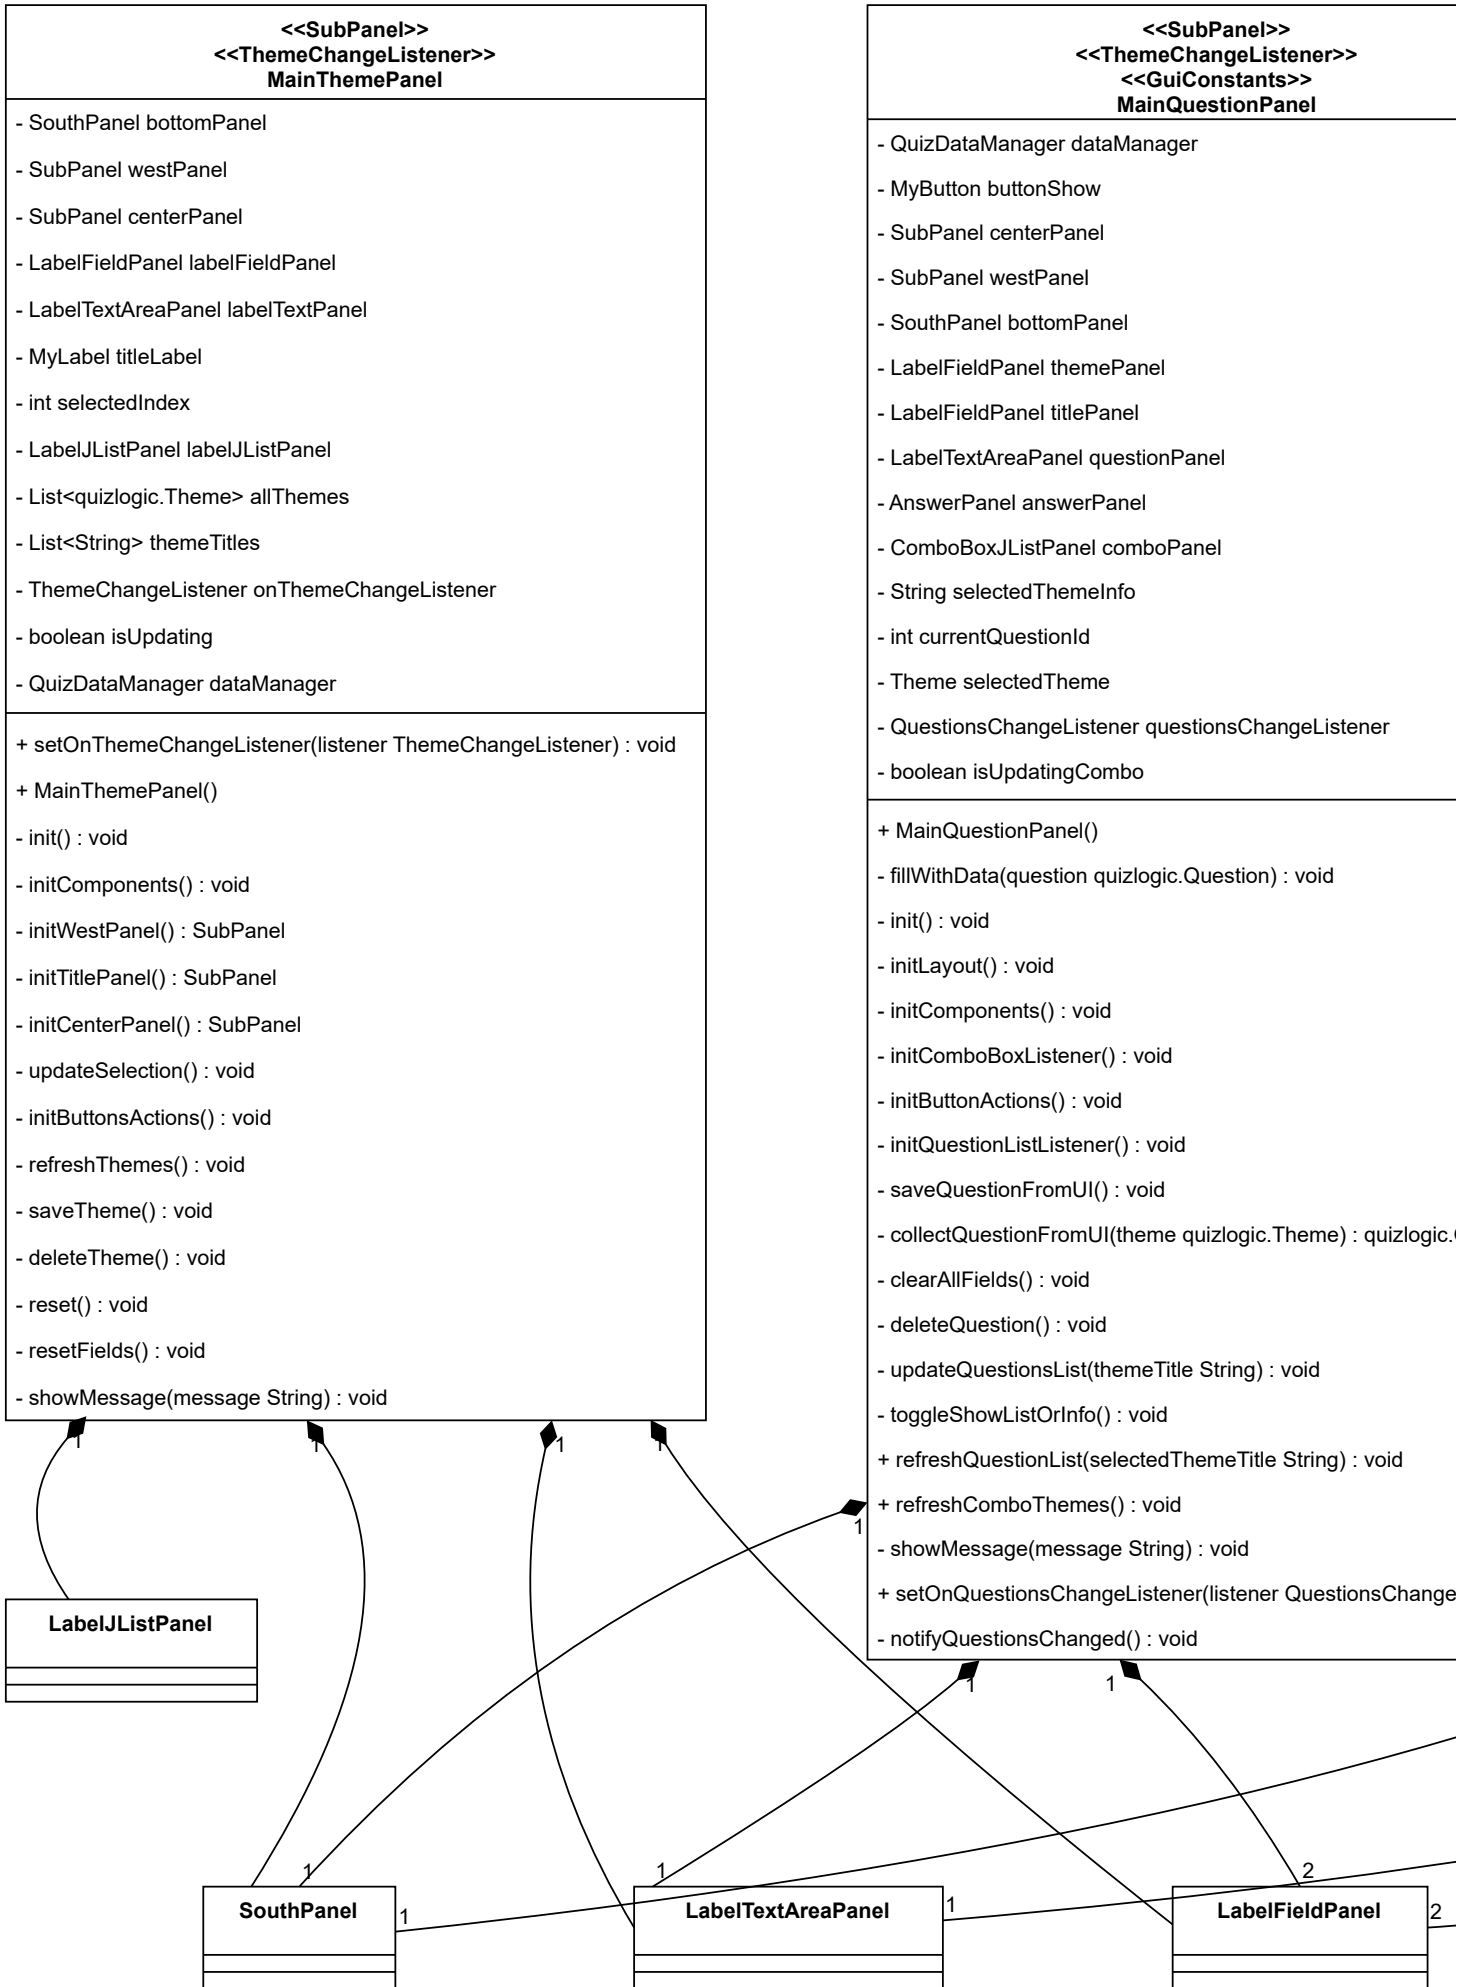 <<SubPanel>>
<<ThemeChangeListener>>
MainThemePanel
- SouthPanel bottomPanel
- SubPanel westPanel
- SubPanel centerPanel
- LabelFieldPanel labelFieldPanel
- LabelTextAreaPanel labelTextPanel
- MyLabel titleLabel
- int selectedIndex
- LabelJListPanel labelJListPanel
- List<quizlogic.Theme> allThemes
- List<String> themeTitles
- ThemeChangeListener onThemeChangeListener
- boolean isUpdating
- QuizDataManager dataManager
+ setOnThemeChangeListener(listener ThemeChangeListener) : void
+ MainThemePanel()
- init() : void
- initComponents() : void
- initWestPanel() : SubPanel
- initTitlePanel() : SubPanel
- initCenterPanel() : SubPanel
- updateSelection() : void
- initButtonsActions() : void
- refreshThemes() : void
- saveTheme() : void
- deleteTheme() : void
- reset() : void
- resetFields() : void
- showMessage(message String) : void
1
1
1
1
<<SubPanel>>
<<ThemeChangeListener>>
<<GuiConstants>>
MainQuestionPanel
- QuizDataManager dataManager
- MyButton buttonShow
- SubPanel centerPanel
- SubPanel westPanel
- SouthPanel bottomPanel
- LabelFieldPanel themePanel
- LabelFieldPanel titlePanel
- LabelTextAreaPanel questionPanel
- AnswerPanel answerPanel
- ComboBoxJListPanel comboPanel
- String selectedThemeInfo
- int currentQuestionId
- Theme selectedTheme
- QuestionsChangeListener questionsChangeListener
- boolean isUpdatingCombo
+ MainQuestionPanel()
- fillWithData(question quizlogic.Question) : void
- init() : void
- initLayout() : void
- initComponents() : void
- initComboBoxListener() : void
- initButtonActions() : void
- initQuestionListListener() : void
- saveQuestionFromUI() : void
- collectQuestionFromUI(theme quizlogic.Theme) : quizlogic.
- clearAllFields() : void
- deleteQuestion() : void
- updateQuestionsList(themeTitle String) : void
- toggleShowListOrInfo() : void
+ refreshQuestionList(selectedThemeTitle String) : void
+ refreshComboThemes() : void
- showMessage(message String) : void
+ setOnQuestionsChangeListener(listener QuestionsChange
- notifyQuestionsChanged() : void
1
1
1
LabelJListPanel
1
1
2
SouthPanel
1
LabelTextAreaPanel
1
LabelFieldPanel
2